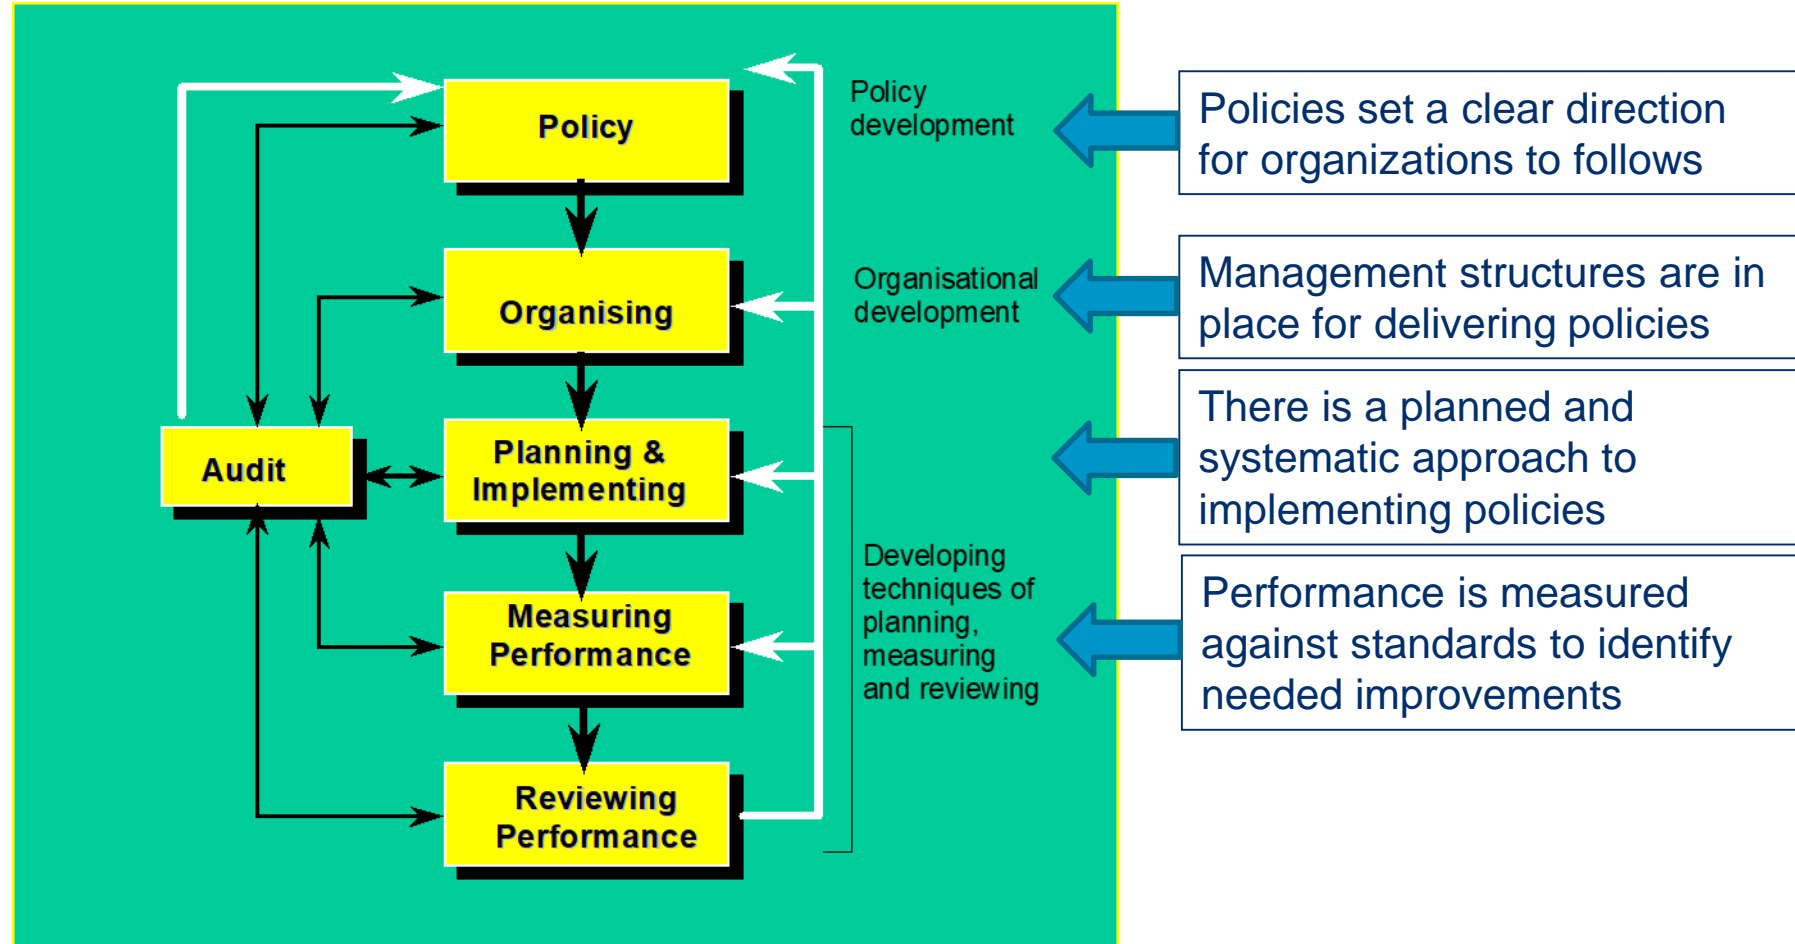 Policy
Organising
Planning &
Implementing
Audit
Measuring
Performance
Reviewing
Performance
Policy
development
Organisational
development
Developing
techniques of
planning,
measuring
and reviewing
Policies set a clear direction
for organizations to follows
Management structures are in
place for delivering policies
There is a planned and
systematic approach to
implementing policies
Performance is measured
against standards to identify
needed improvements